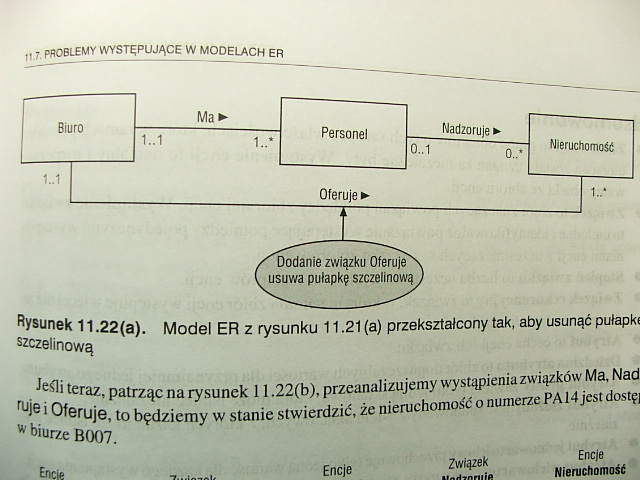 11.7. PROBLEMY WYSTĘPUJĄCE W MODELACH ER
Biuro
Ma ►
Personel
Nadzoruje ►
Nieruchomość
1..1
1..*
0..1
0..*
1..1
Oferuje ►
1..*
Dodanie związku Oferuje
usuwa pułapkę szczelinową
Rysunek 11.22(a). Model ER z rysunku 11.21(a) przekształcony tak, aby usunąć pułapkę
szczelinową
Jeśli teraz, patrząc na rysunek 11.22(b), przeanalizujemy wystąpienia związków Ma, Nad
ruje i Oferuje, to będziemy w stanie stwierdzić, że nieruchomość o numerze PA14 jest dostęp
w biurze B007.
Encje
Związek
Encje
Związek
Nadzoruje
Encje
Nieruchomość